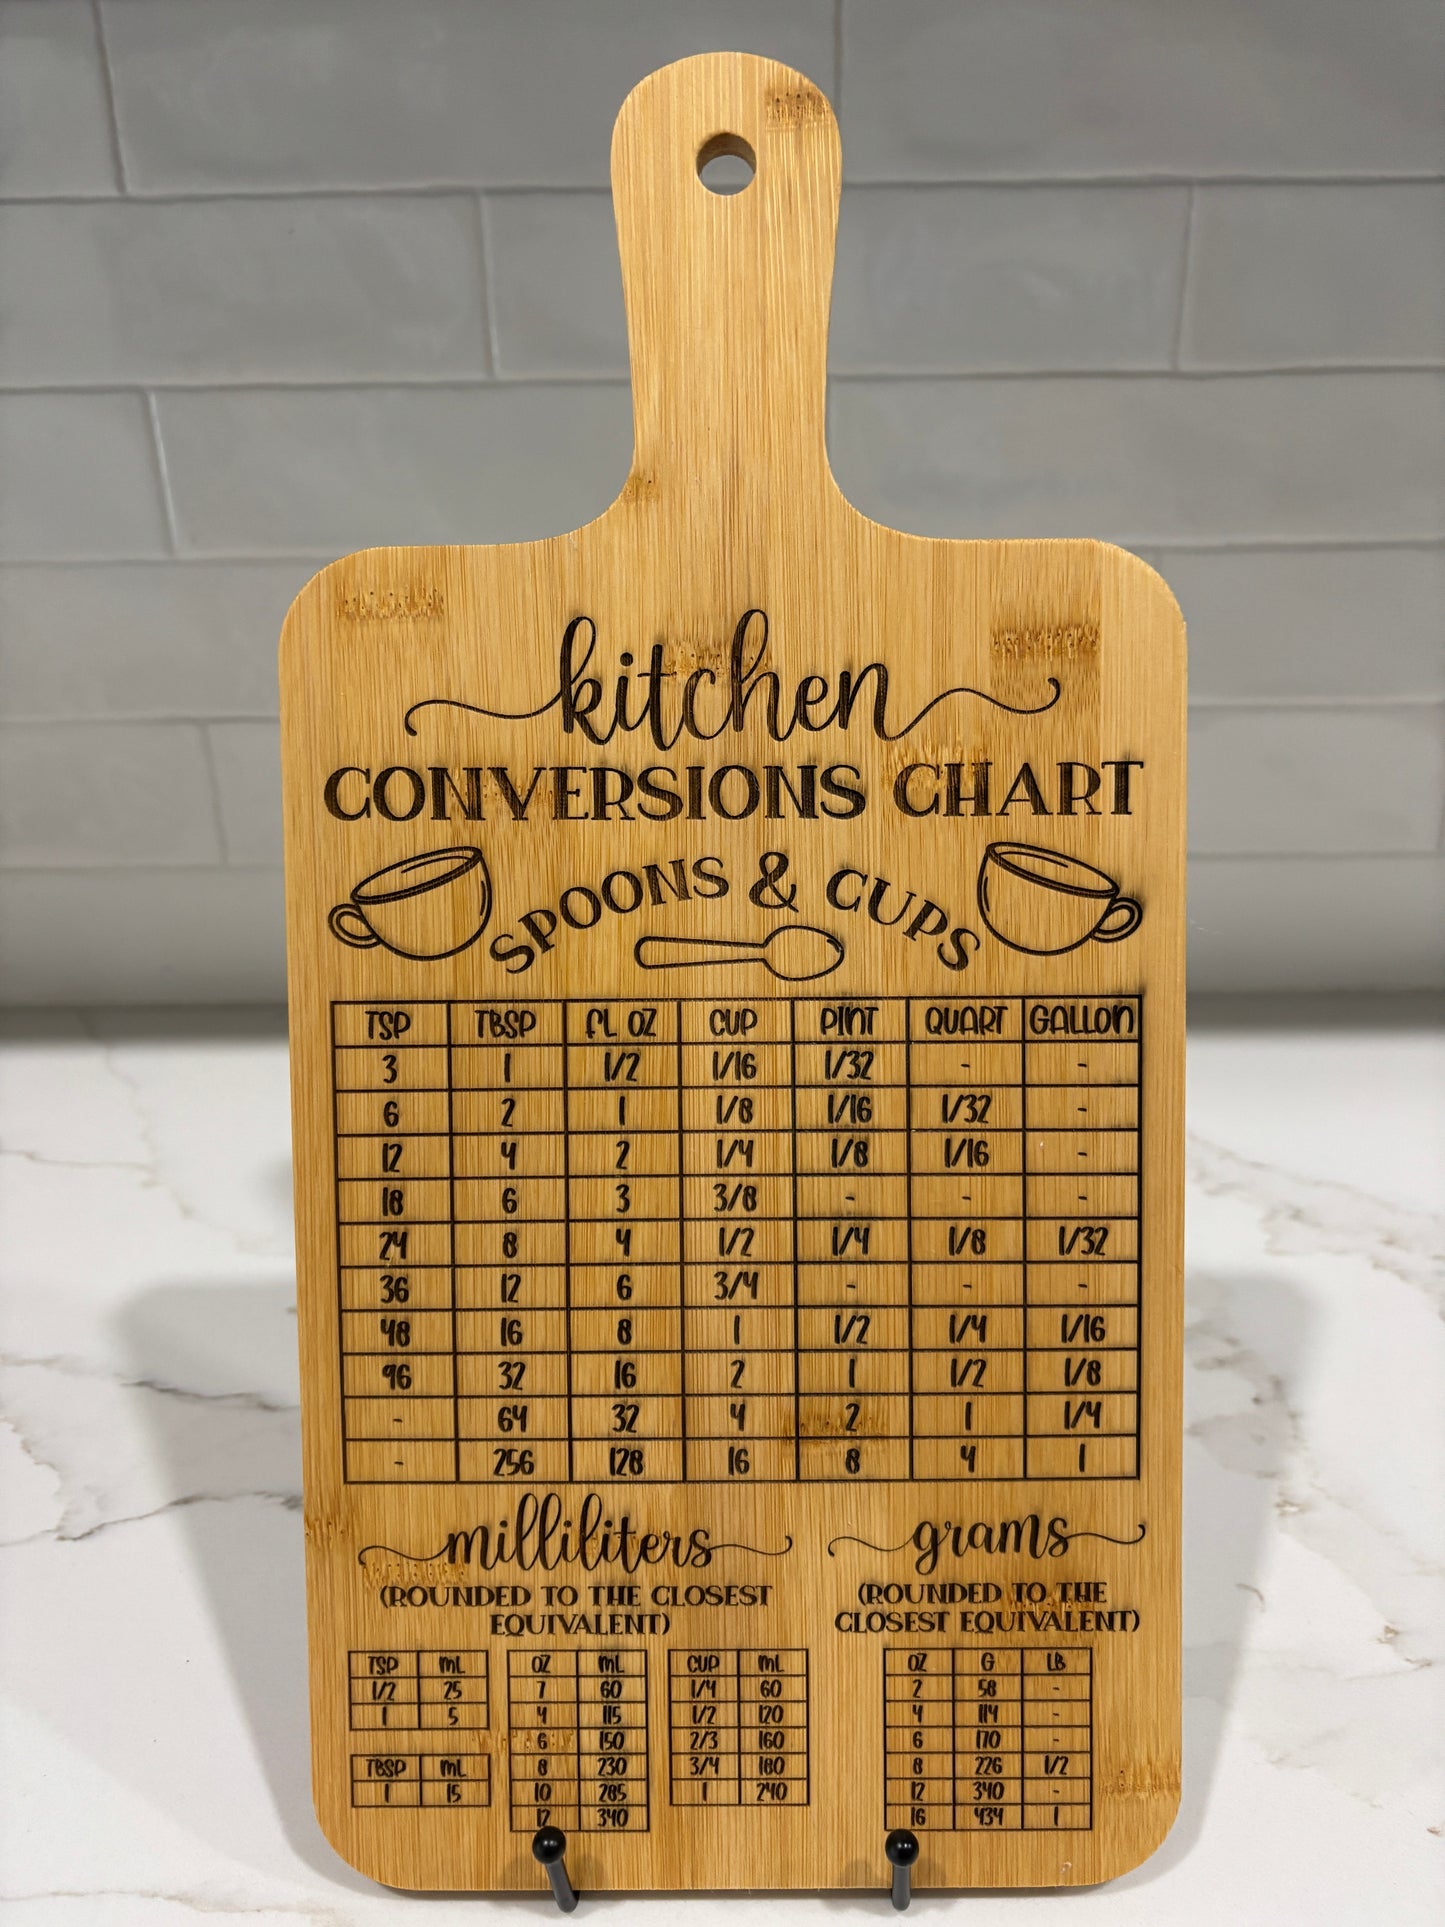 kitchen
CONVERSIONS CHART
SPOONS & CUPS
TSP TBSP FL OZ CUP PINT QUART GALLON
3 1 1/2 1/16 1/32 - -
6 2 1 1/8 1/16 1/32 -
12 4 2 1/4 1/8 1/16 -
18 6 3 3/8 - - -
24 8 4 1/2 1/4 1/8 1/32
36 12 6 3/4 - - -
48 16 8 1 1/2 1/4 1/16
96 32 16 2 1 1/2 1/8
- 64 32 4 2 1 1/4
- 256 128 16 8 4 1
milliliters
(ROUNDED TO THE CLOSEST
EQUIVALENT)
TSP ML
1/2 25
1 5
TBSP ML
1 15
OZ ML
7 60
4 115
6 150
8 230
10 285
12 340
CUP ML
1/4 60
1/2 120
2/3 160
3/4 180
1 240
grams
(ROUNDED TO THE
CLOSEST EQUIVALENT)
OZ G LB
2 58 -
4 114 -
6 170 -
8 226 1/2
12 340 -
16 434 1